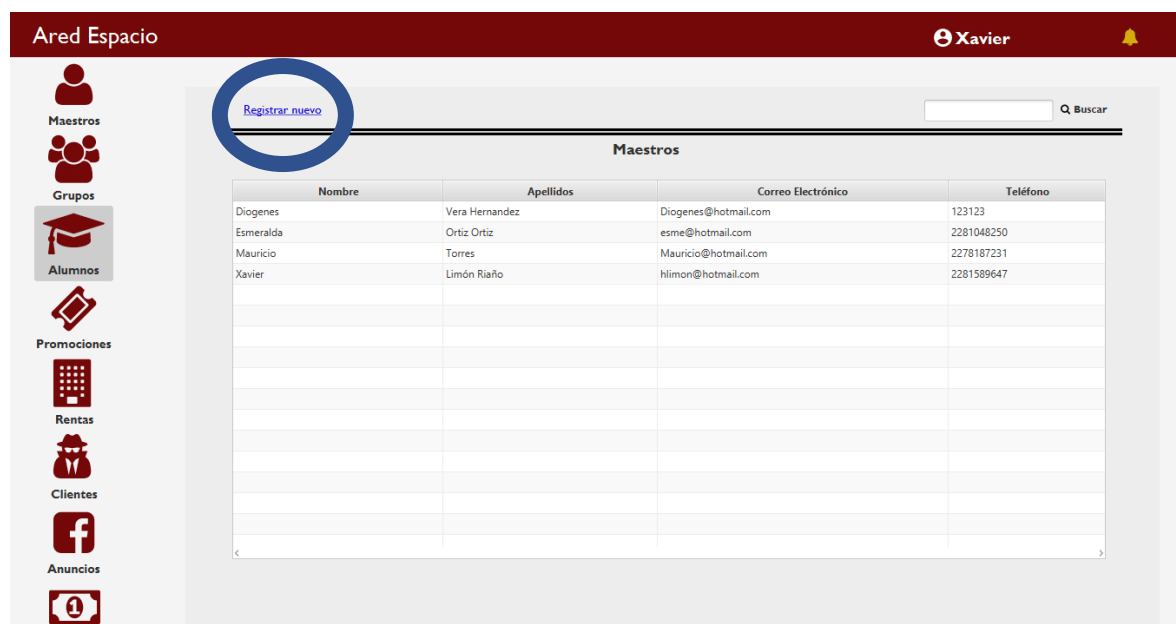 Ared Espacio
Xavier
Maestros
Grupos
Alumnos
Promociones
Rentas
Clientes
Anuncios
1
Registrar nuevo
Buscar
Maestros
Nombre Apellidos Correo Electrónico Teléfono
Diogenes Vera Hernandez Diogenes@hotmail.com 123123
Esmeralda Ortiz Ortiz esme@hotmail.com 2281048250
Mauricio Torres Mauricio@hotmail.com 2278187231
Xavier Limón Riaño hlimon@hotmail.com 2281589647